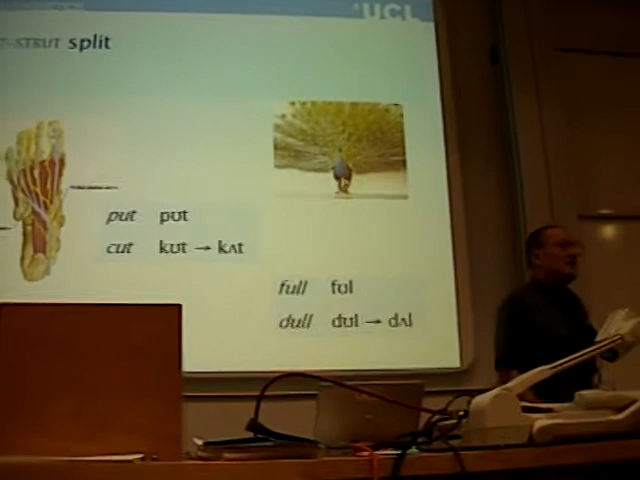 UCL
T-STRUT split
put pʊt
cut kʊt → kʌt
full fʊl
dull dʊl → dʌl